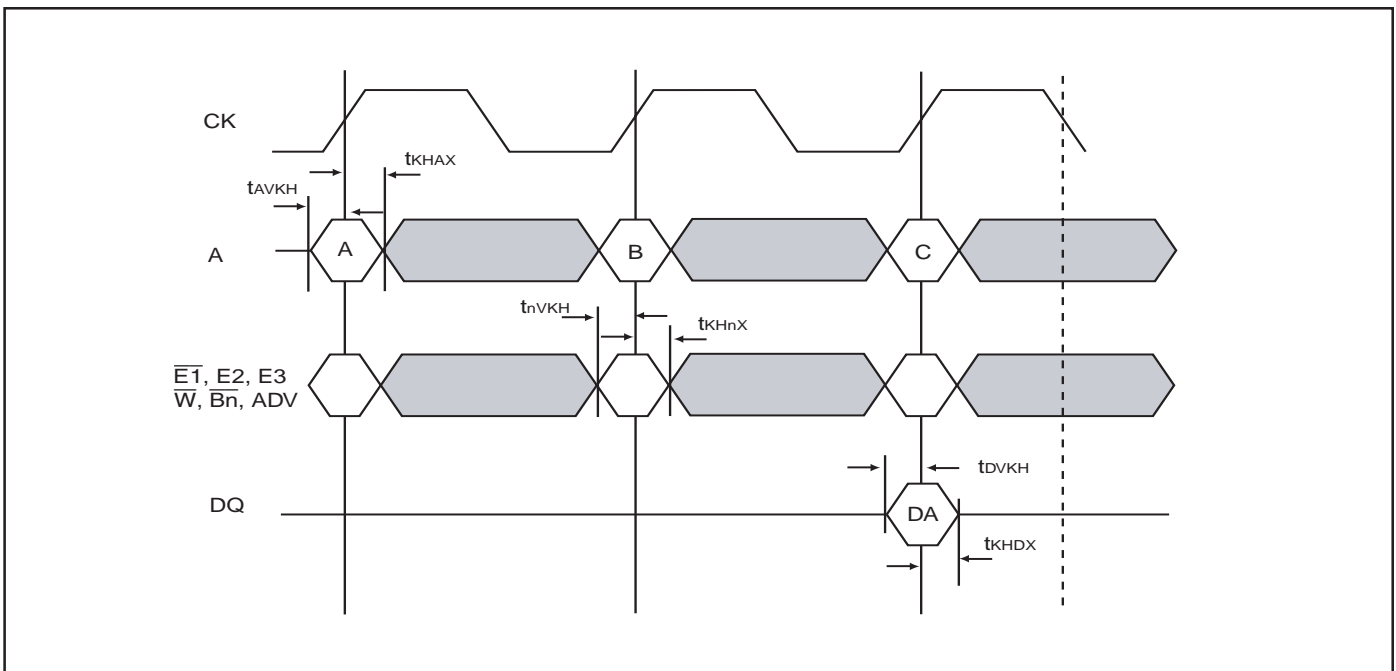 CK
tKHAX
tAVKH
A
A
B
C
tnVKH
tKHnX
E1, E2, E3
W, Bn, ADV
tDVKH
DQ
DA
tKHDX